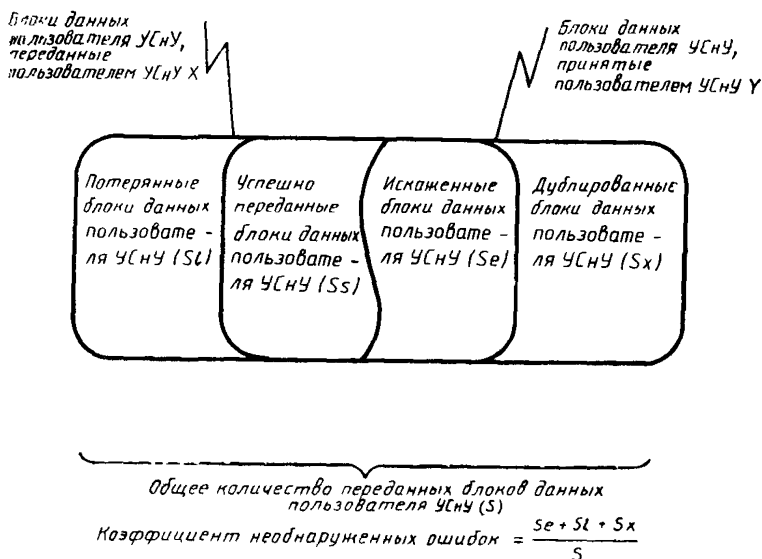 Блоки данных
пользователя УСнУ,
переданные
пользователем УСнУ X
Блоки данных
пользователя УСнУ,
принятые
пользователем УСнУ Y
Потерянные
блоки данных
пользовате -
ля УСнУ (Sl)
Успешно
переданные
блоки данных
пользовате -
ля УСнУ (Ss)
Искаженные
блоки данных
пользовате -
ля УСнУ (Se)
Дублированные
блоки данных
пользовате -
ля УСнУ (Sx)
Общее количество переданных блоков данных
пользователя УСнУ (S)
Коэффициент необнаруженных ошибок = Se + Sl + Sx
S